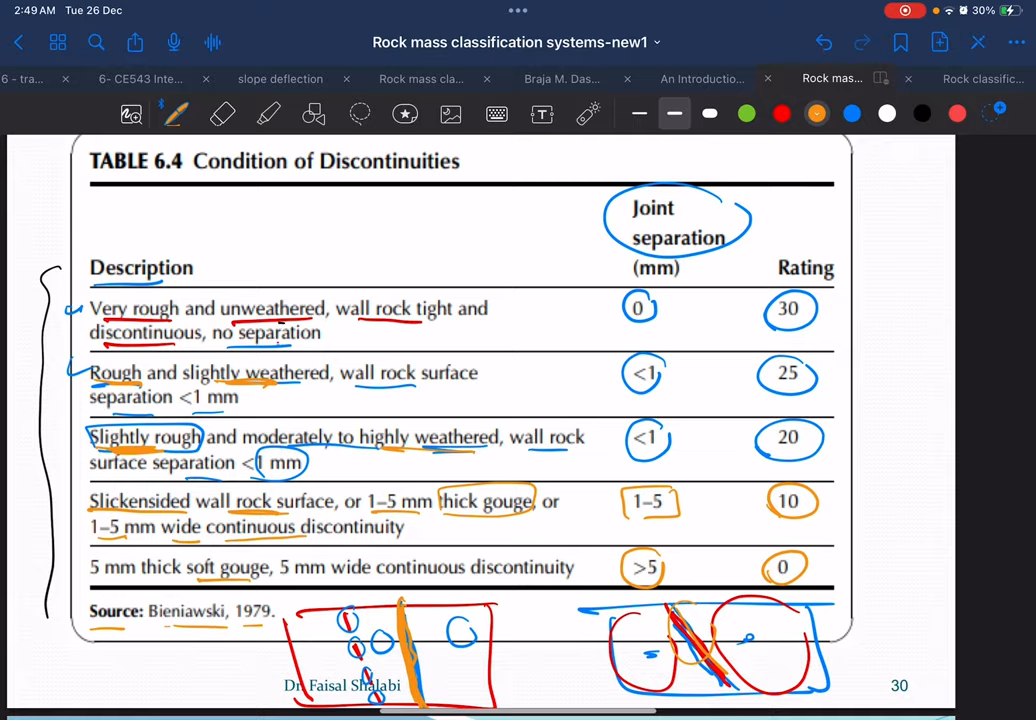 2:49 AM Tue 26 Dec
30%
Rock mass classification systems-new1
6 - tra...
6- CE543 Inte...
slope deflection
Rock mass cla...
Braja M. Das...
An Introductio...
Rock mas...
Rock classific...
TABLE 6.4 Condition of Discontinuities
Joint
separation
Description (mm) Rating
Very rough and unweathered, wall rock tight and 0 30
discontinuous, no separation
Rough and slightly weathered, wall rock surface <1 25
separation <1 mm
Slightly rough and moderately to highly weathered, wall rock <1 20
surface separation <1 mm
Slickensided wall rock surface, or 1–5 mm thick gouge, or 1–5 10
1–5 mm wide continuous discontinuity
5 mm thick soft gouge, 5 mm wide continuous discontinuity >5 0
Source: Bieniawski, 1979.
Dr. Faisal Shalabi 30